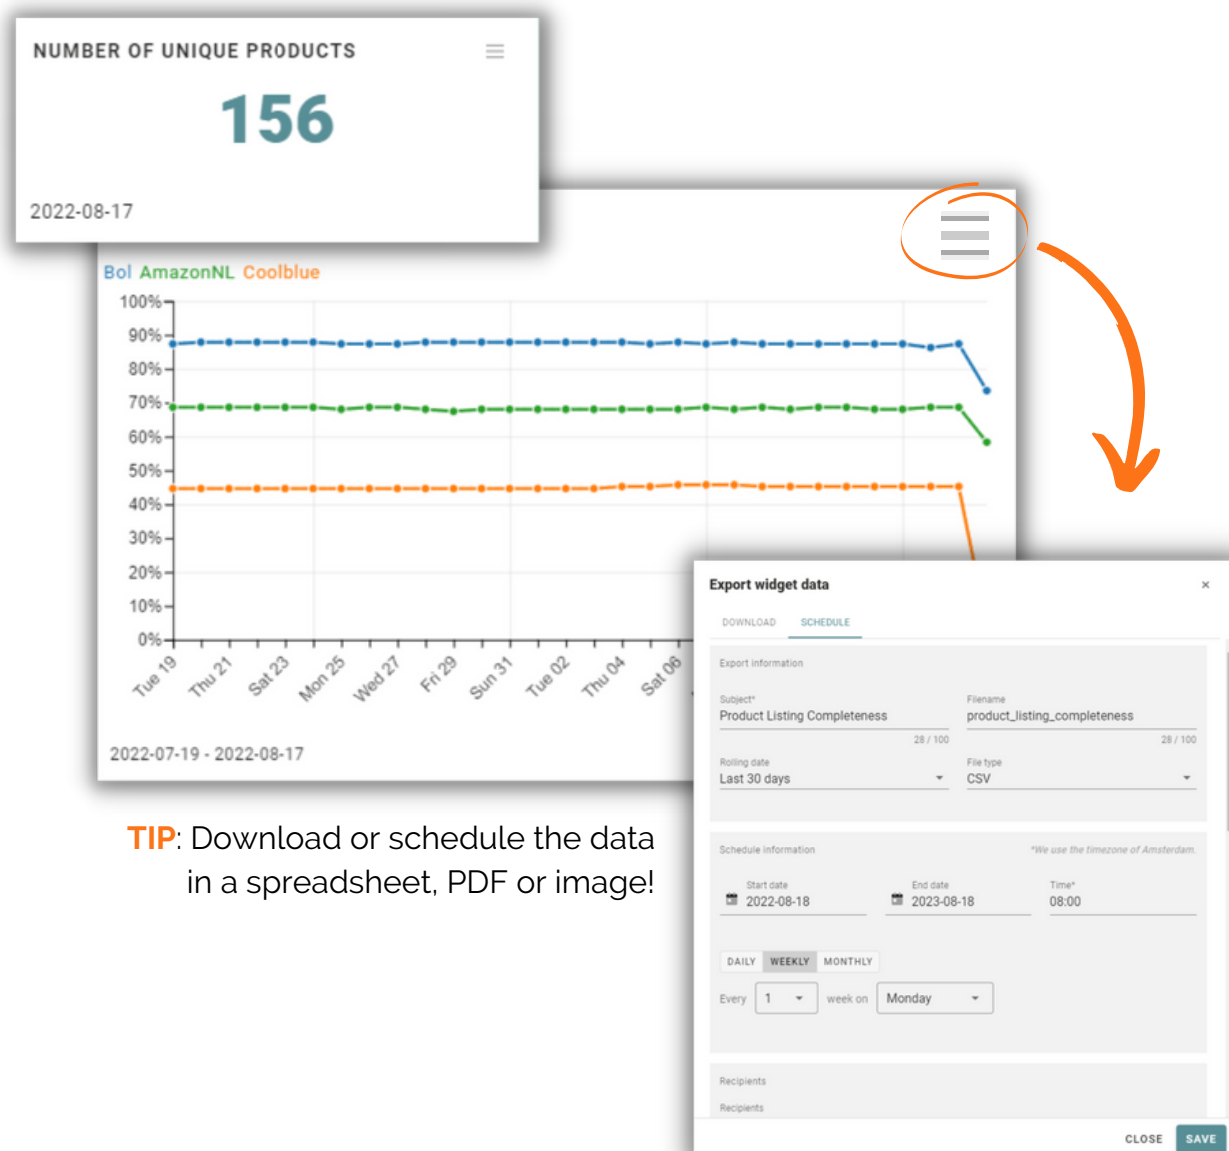 NUMBER OF UNIQUE PRODUCTS
156
2022-08-17
Bol AmazonNL Coolblue
100%
90%
80%
70%
60%
50%
40%
30%
20%
10%
0%
Tue 19 Thu 21 Sat 23 Mon 25 Wed 27 Fri 29 Sun 31 Tue 02 Thu 04 Sat 06
2022-07-19 - 2022-08-17
TIP: Download or schedule the data
in a spreadsheet, PDF or image!
Export widget data ×
DOWNLOAD SCHEDULE
Export information
Subject* Filename
Product Listing Completeness product_listing_completeness
28 / 100 28 / 100
Rolling date File type
Last 30 days CSV
Schedule information *We use the timezone of Amsterdam.
Start date End date Time*
2022-08-18 2023-08-18 08:00
DAILY WEEKLY MONTHLY
Every 1 week on Monday
Recipients
Recipients
CLOSE SAVE